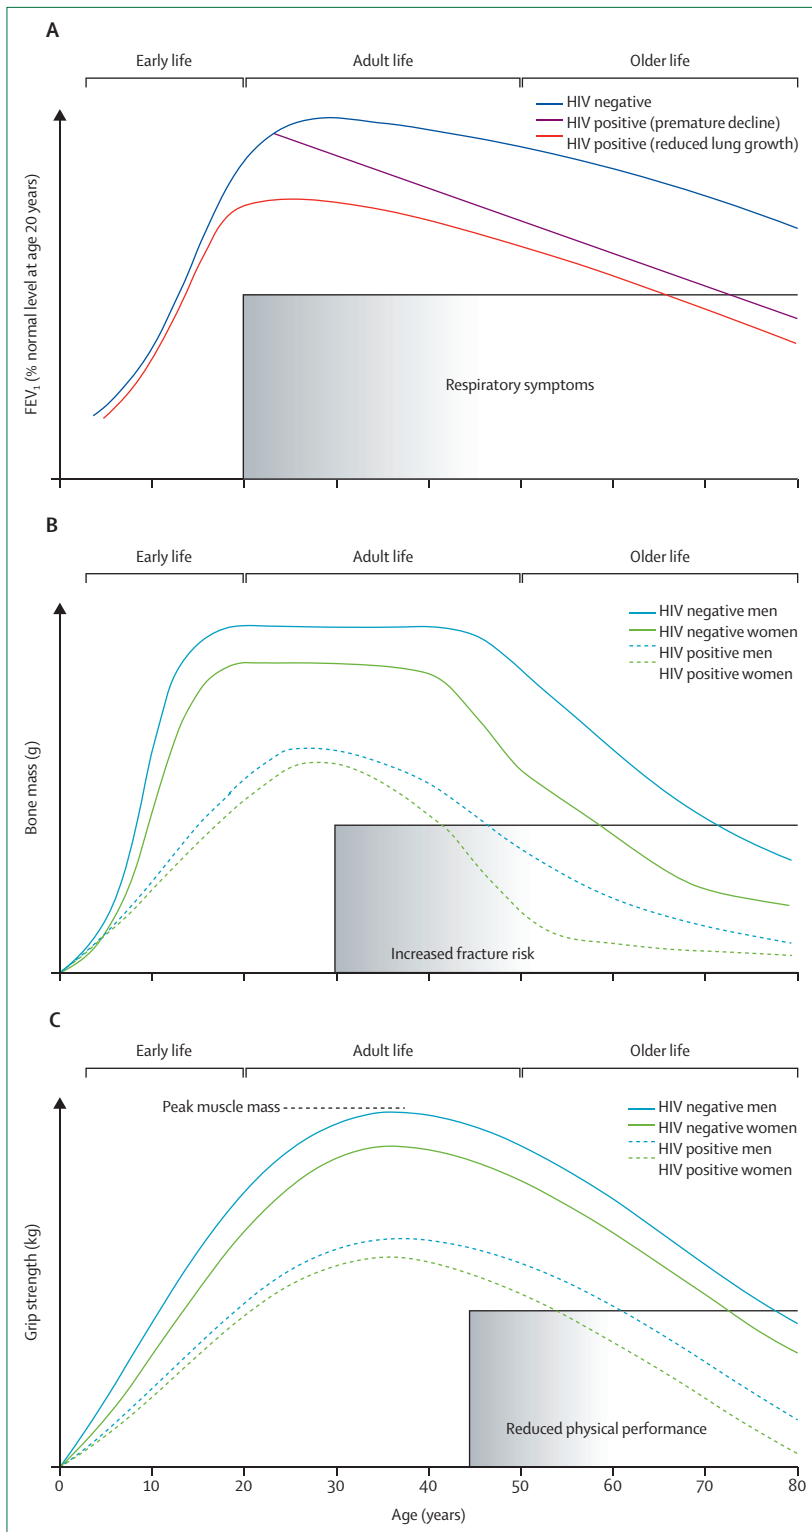 A
Early life
Adult life
Older life
HIV negative
HIV positive (premature decline)
HIV positive (reduced lung growth)
FEV₁ (% normal level at age 20 years)
Respiratory symptoms
B
Early life
Adult life
Older life
HIV negative men
HIV negative women
HIV positive men
HIV positive women
Bone mass (g)
Increased fracture risk
C
Early life
Adult life
Older life
Peak muscle mass
HIV negative men
HIV negative women
HIV positive men
HIV positive women
Grip strength (kg)
Reduced physical performance
0 10 20 30 40 50 60 70 80
Age (years)